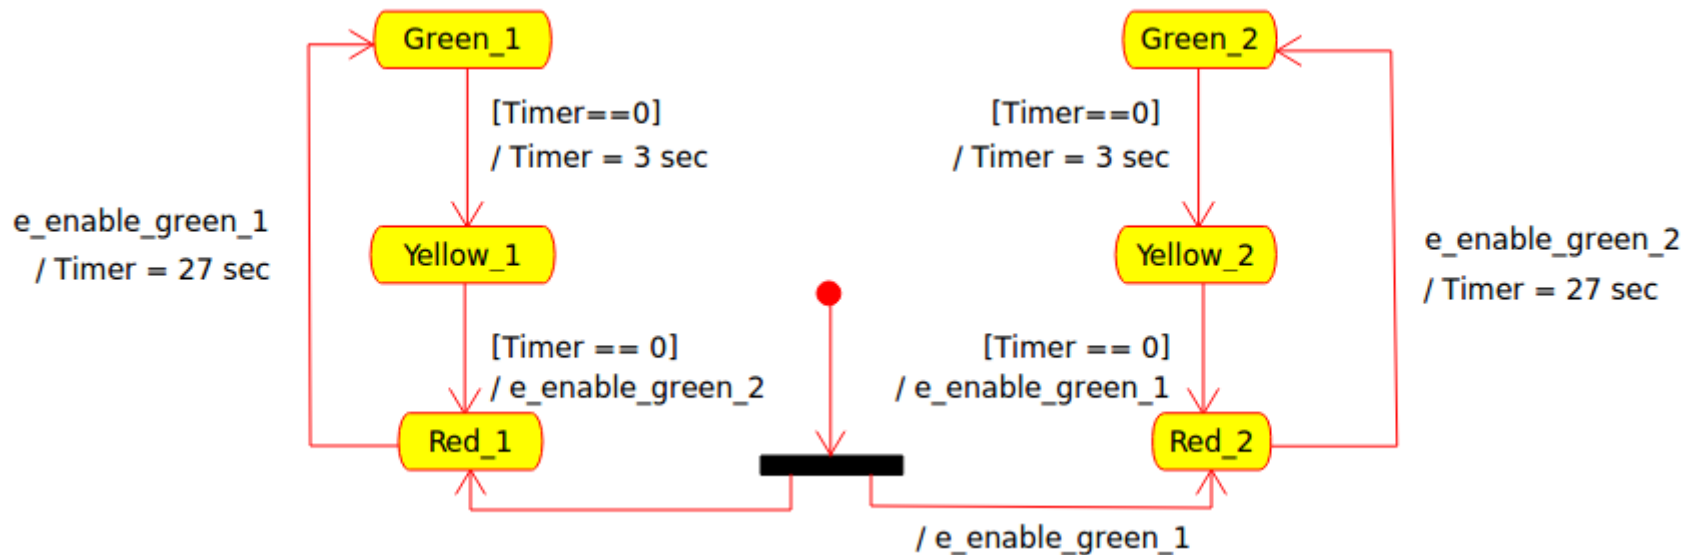 Green_1
Green_2
[Timer==0]
/ Timer = 3 sec
[Timer==0]
/ Timer = 3 sec
e_enable_green_1
/ Timer = 27 sec
Yellow_1
Yellow_2
e_enable_green_2
/ Timer = 27 sec
[Timer == 0]
/ e_enable_green_2
[Timer == 0]
/ e_enable_green_1
Red_1
Red_2
/ e_enable_green_1